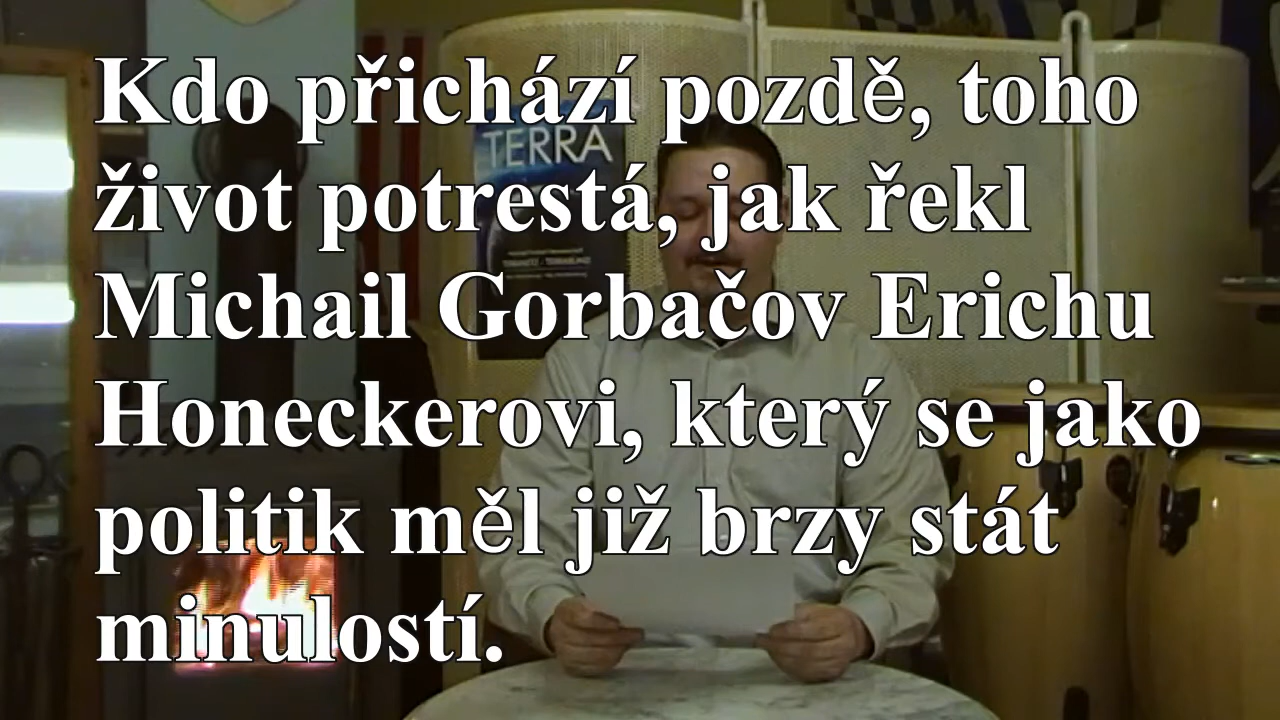 Kdo přichází pozdě, toho
život potrestá, jak řekl
Michail Gorbačov Erichu
Honeckerovi, který se jako
politik měl již brzy stát
minulostí.
TERRA